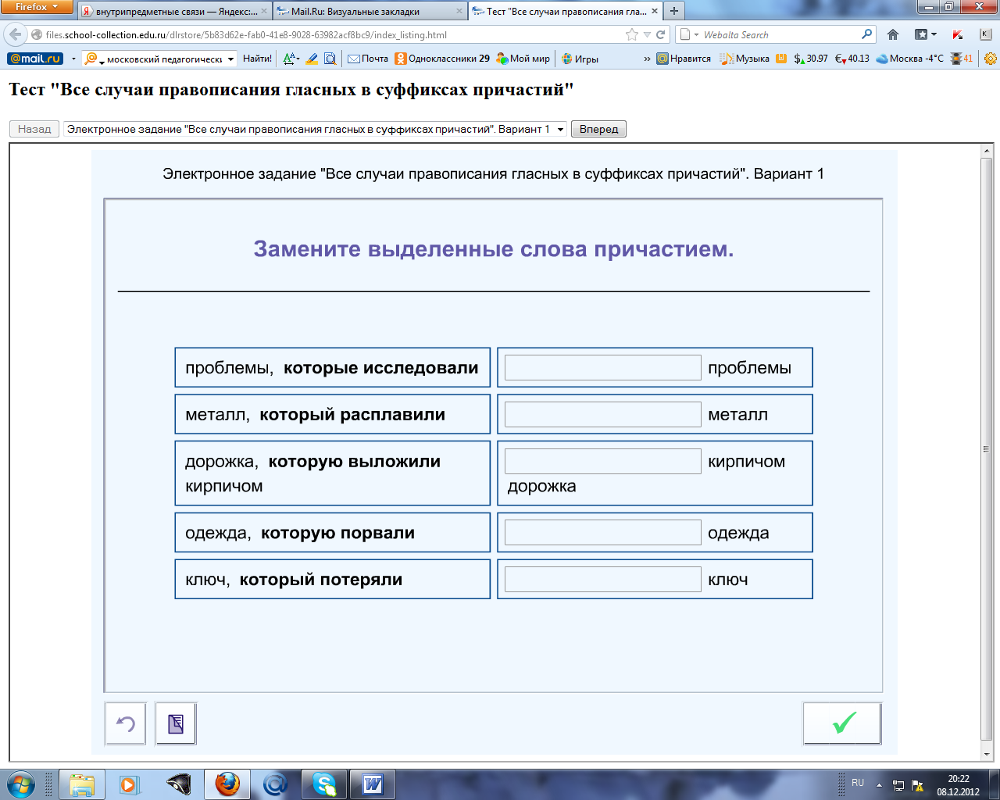 Firefox
внутрипредметные связи — Яндекс:...
Mail.Ru: Визуальные закладки
Тест "Все случаи правописания гла...
files.school-collection.edu.ru/dlrstore/5b83d62e-fab0-41e8-9028-63982acf8bc9/index_listing.html
Webalta Search
@mail.ru московский педагогически Найти! Почта Одноклассники 29 Мой мир Игры » Нравится Музыка $ 30.97 € 40.13 Москва -4°C 41
Тест "Все случаи правописания гласных в суффиксах причастий"
Назад Электронное задание "Все случаи правописания гласных в суффиксах причастий". Вариант 1 Вперед
Электронное задание "Все случаи правописания гласных в суффиксах причастий". Вариант 1
Замените выделенные слова причастием.
проблемы, которые исследовали
проблемы
металл, который расплавили
металл
дорожка, которую выложили
кирпичом
кирпичом
дорожка
одежда, которую порвали
одежда
ключ, который потеряли
ключ
RU
20:22
08.12.2012